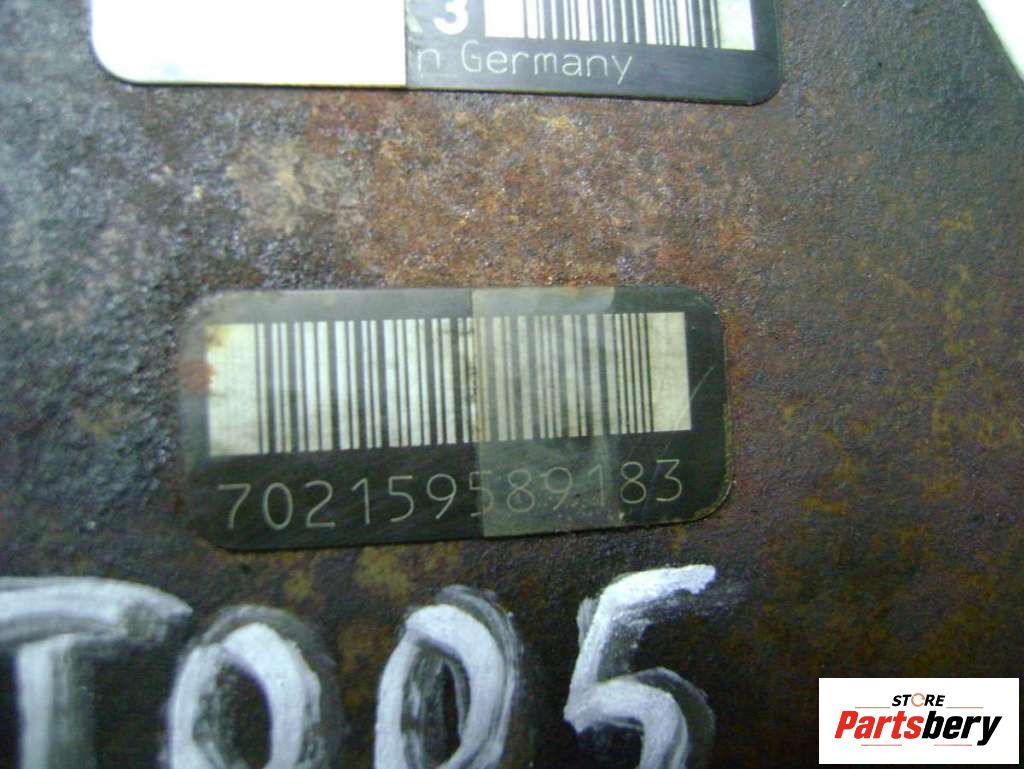 3
n Germany
702159589183
T005
STORE
Partsbery